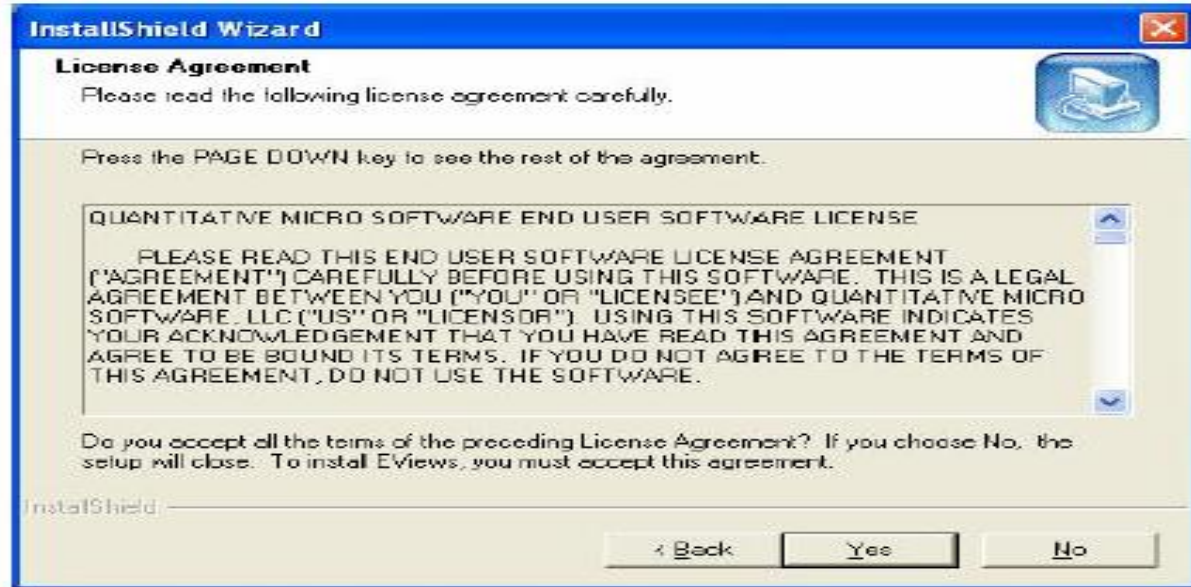 InstallShield Wizard
License Agreement
Please read the following license agreement carefully.
Press the PAGE DOWN key to see the rest of the agreement.
QUANTITATIVE MICRO SOFTWARE END USER SOFTWARE LICENSE
PLEASE READ THIS END USER SOFTWARE LICENSE AGREEMENT
("AGREEMENT") CAREFULLY BEFORE USING THIS SOFTWARE. THIS IS A LEGAL
AGREEMENT BETWEEN YOU ("YOU" OR "LICENSEE") AND QUANTITATIVE MICRO
SOFTWARE, LLC ("US" OR "LICENSOR"). USING THIS SOFTWARE INDICATES
YOUR ACKNOWLEDGEMENT THAT YOU HAVE READ THIS AGREEMENT AND
AGREE TO BE BOUND ITS TERMS. IF YOU DO NOT AGREE TO THE TERMS OF
THIS AGREEMENT, DO NOT USE THE SOFTWARE.
Do you accept all the terms of the preceding License Agreement? If you choose No, the
setup will close. To install EViews, you must accept this agreement.
InstallShield
< Back Yes No